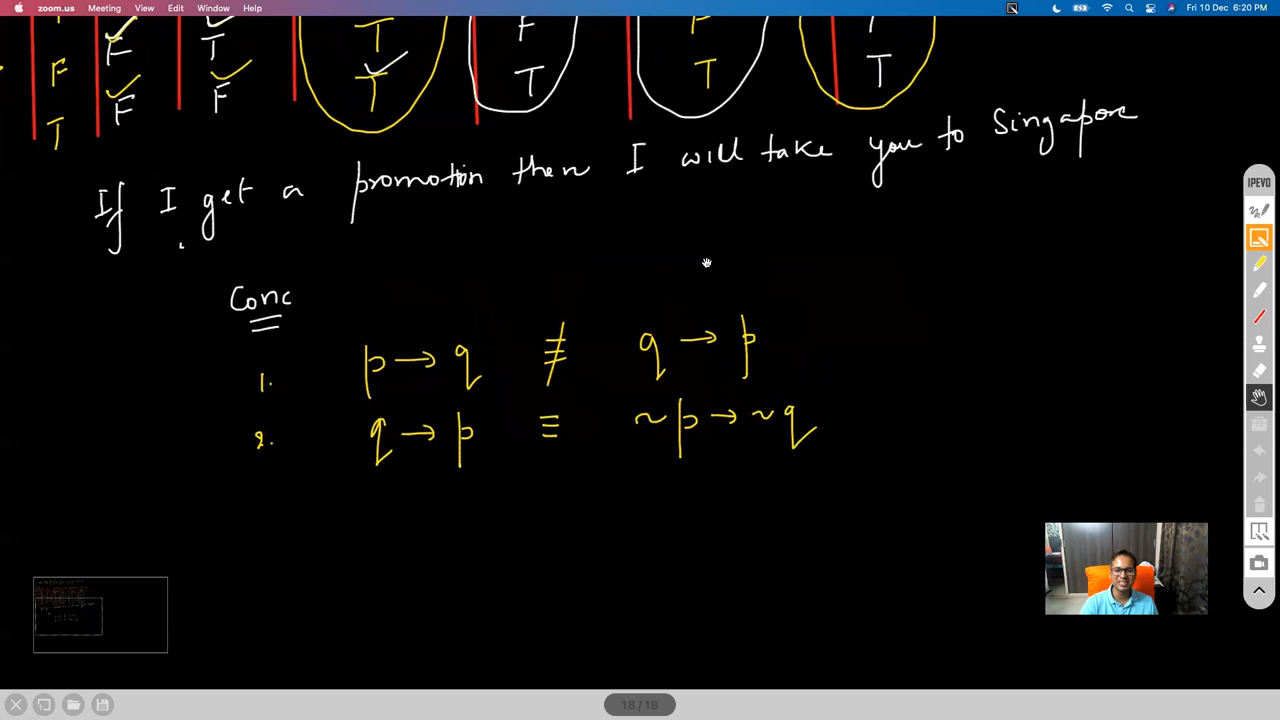 zoom.us Meeting View Edit Window Help Fri 10 Dec 6:20 PM
T F T F F
F F T T T T T
T F F T
If I get a promotion then I will take you to Singapore
IPEVO
Conc
1. p → q ≢ q → p
2. q → p ≡ ~p → ~q
18 / 18